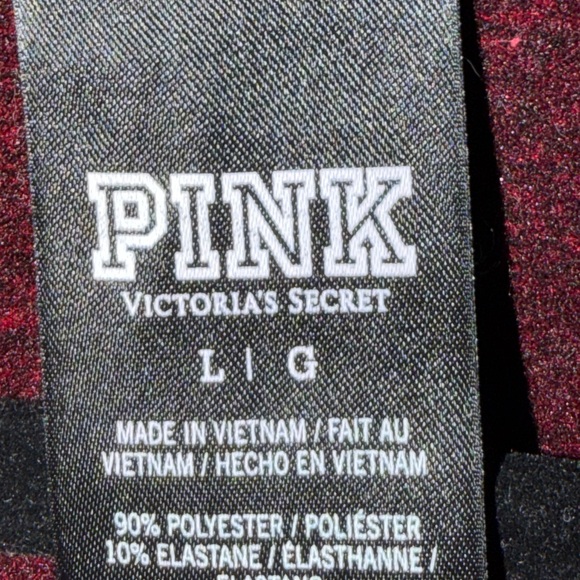 PINK
VICTORIA'S SECRET
L | G
MADE IN VIETNAM / FAIT AU
VIETNAM / HECHO EN VIETNAM
90% POLYESTER / POLIÉSTER
10% ELASTANE / ÉLASTHANNE /